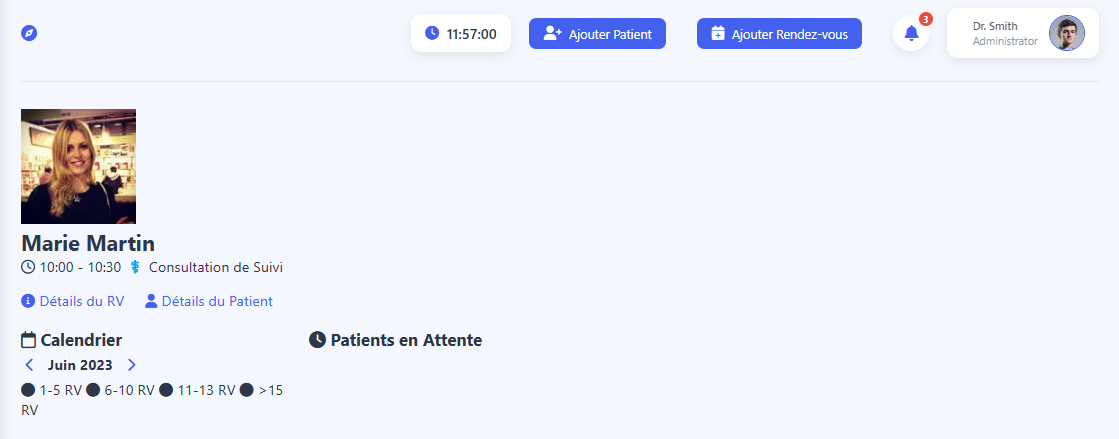 11:57:00
Ajouter Patient
Ajouter Rendez-vous
3
Dr. Smith
Administrator
Marie Martin
10:00 - 10:30 Consultation de Suivi
Détails du RV Détails du Patient
Calendrier
Juin 2023
1-5 RV 6-10 RV 11-13 RV >15
RV
Patients en Attente